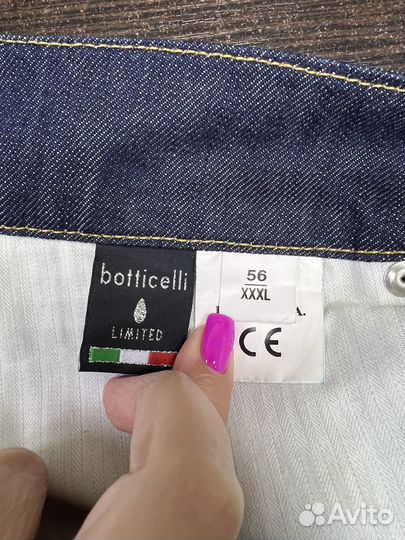 botticelli
LIMITED
56
XXXL
A.
CE
Avito